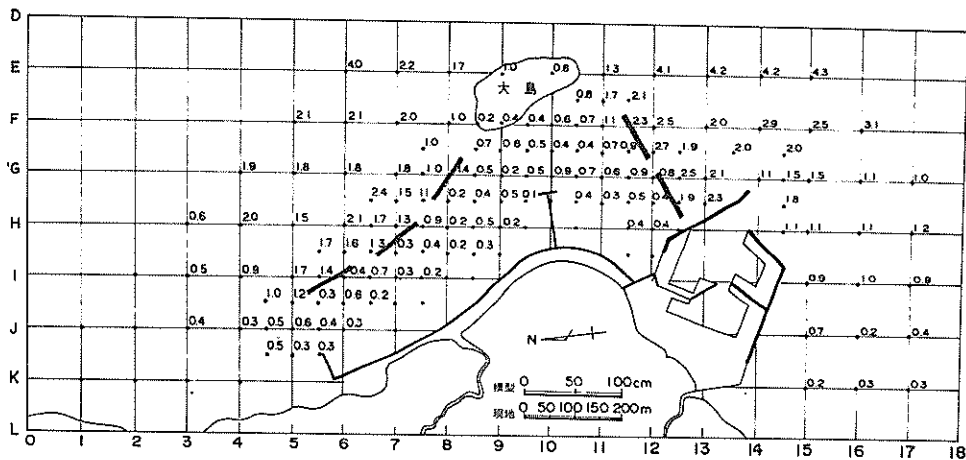 D
E 4.0 2.2 1.7 1.0 0.8 1.3 4.1 4.2 4.2 4.3
大島
0.8 1.7 2.1
F 2.1 2.1 2.0 1.0 0.2 0.4 0.4 0.6 0.7 1.1 2.3 2.5 2.0 2.9 2.5 3.1
1.0 0.7 0.6 0.5 0.4 0.4 0.7 0.9 2.7 1.9 2.0 2.0
G 1.9 1.8 1.8 1.8 1.0 1.4 0.5 0.2 0.5 0.9 0.7 0.6 0.9 0.8 2.5 2.1 1.1 1.5 1.5 1.1 1.0
2.4 1.5 1.1 0.2 0.4 0.5 0.1 0.4 0.3 0.5 0.4 1.9 2.3 1.8
H 0.6 2.0 1.5 2.1 1.7 1.3 0.9 0.2 0.5 0.2 0.4 0.4 1.1 1.1 1.1 1.2
1.7 1.6 1.3 0.3 0.4 0.2 0.3
I 0.5 0.9 1.7 1.4 0.4 0.7 0.3 0.2 0.9 1.0 0.8
1.0 1.2 0.3 0.6 0.2
J 0.4 0.3 0.5 0.6 0.4 0.3 0.7 0.2 0.4
0.5 0.3 0.3
N
K 0.2 0.3 0.3
模型 0 50 100cm
現地 0 50 100 150 200m
L
0 1 2 3 4 5 6 7 8 9 10 11 12 13 14 15 16 17 18